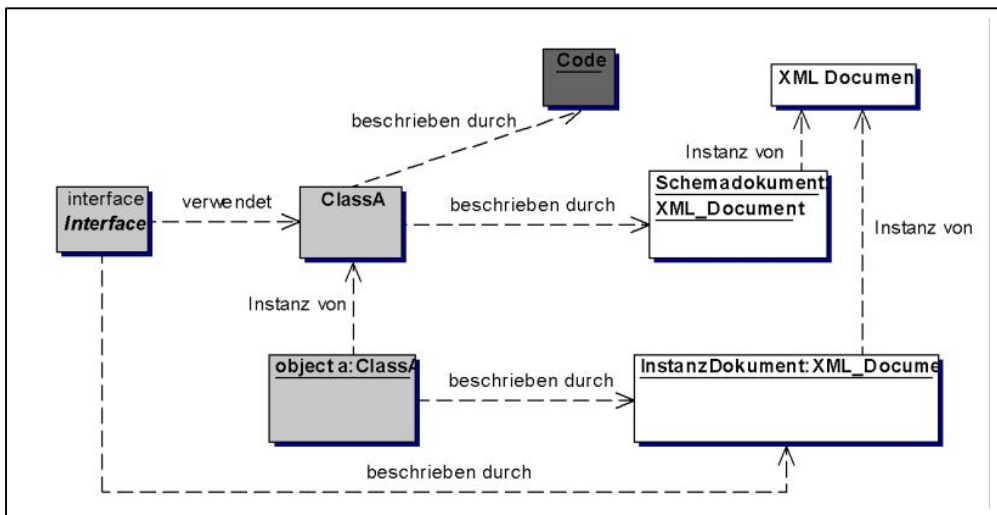 Code
XML Documen
beschrieben durch
Instanz von
interface
Interface
verwendet
ClassA
beschrieben durch
Schemadokument:
XML_Document
Instanz von
Instanz von
object a:ClassA
beschrieben durch
InstanzDokument:XML_Docume
beschrieben durch